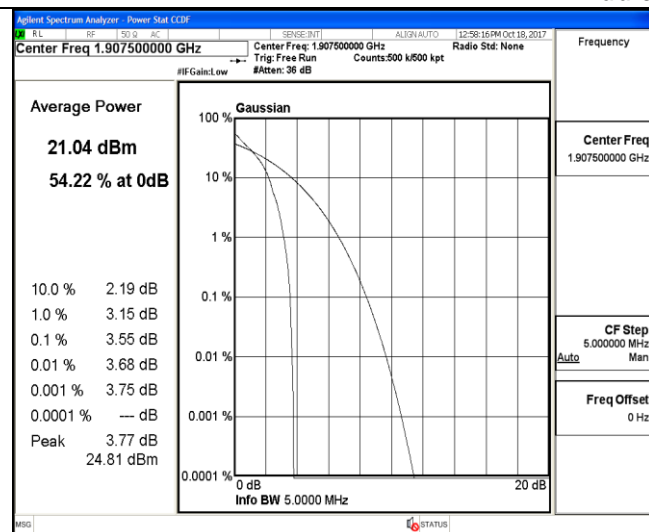 Agilent Spectrum Analyzer - Power Stat CCDF
RL RF 50 Ω AC SENSE:INT ALIGN AUTO 12:58:16 PM Oct 18, 2017
Center Freq 1.907500000 GHz
Center Freq: 1.907500000 GHz Radio Std: None
Trig: Free Run Counts:500 k/500 kpt
#IFGain:Low #Atten: 36 dB
Frequency
Average Power
21.04 dBm
54.22 % at 0dB
10.0 % 2.19 dB
1.0 % 3.15 dB
0.1 % 3.55 dB
0.01 % 3.68 dB
0.001 % 3.75 dB
0.0001 % --- dB
Peak 3.77 dB
24.81 dBm
Gaussian
100 %
10 %
1 %
0.1 %
0.01 %
0.001 %
0.0001 %
0 dB 20 dB
Info BW 5.0000 MHz
Center Freq
1.907500000 GHz
CF Step
5.000000 MHz
Auto Man
Freq Offset
0 Hz
MSG STATUS